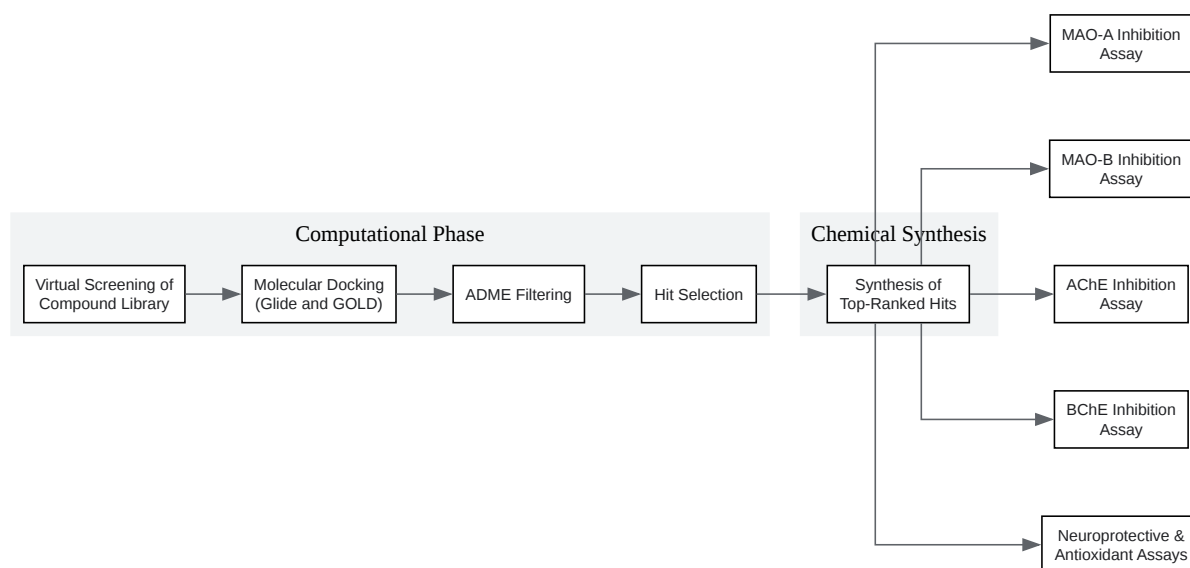 MAO-A Inhibition
Assay
MAO-B Inhibition
Assay
Computational Phase
Chemical Synthesis
Virtual Screening of
Compound Library
Molecular Docking
(Glide and GOLD)
ADME Filtering
Hit Selection
Synthesis of
Top-Ranked Hits
AChE Inhibition
Assay
BChE Inhibition
Assay
Neuroprotective &
Antioxidant Assays